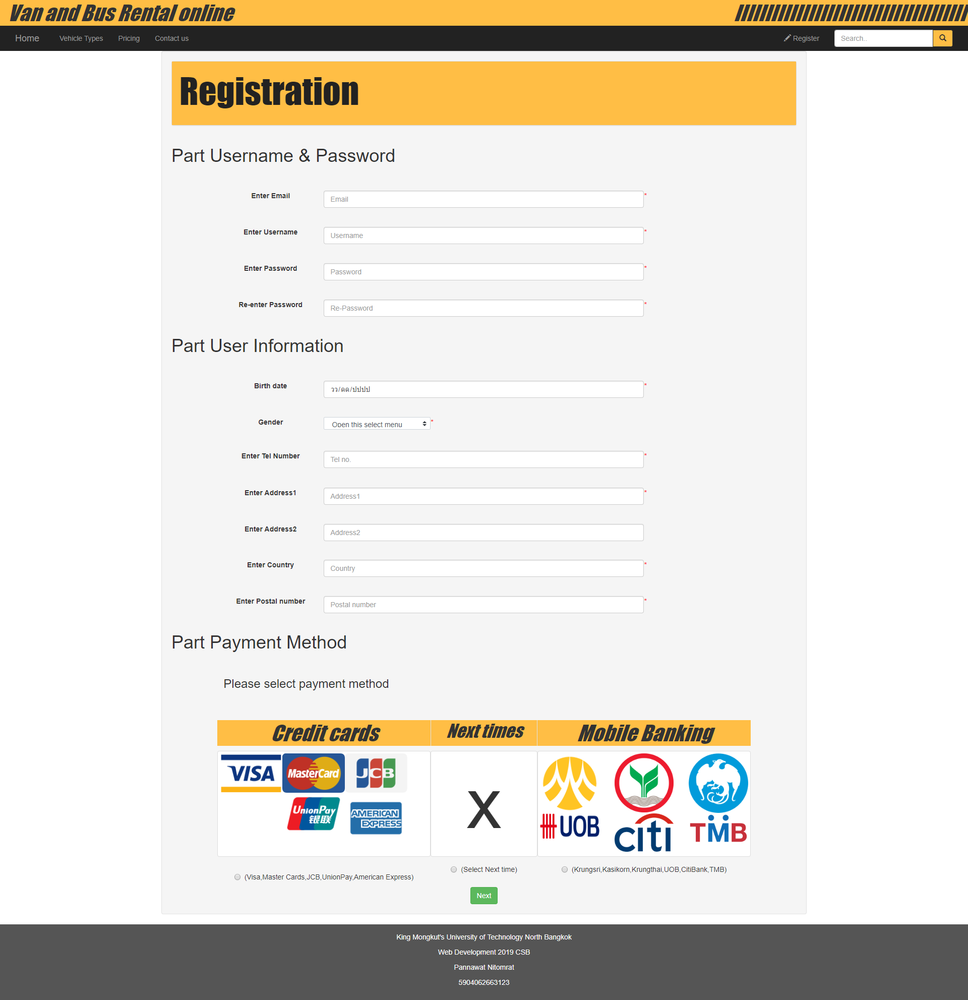 Van and Bus Rental online
Home Vehicle Types Pricing Contact us Register Search..
Registration
Part Username & Password
Enter Email Email *
Enter Username Username *
Enter Password Password *
Re-enter Password Re-Password *
Part User Information
Birth date วว/ดด/ปปปป *
Gender Open this select menu *
Enter Tel Number Tel no. *
Enter Address1 Address1 *
Enter Address2 Address2
Enter Country Country *
Enter Postal number Postal number *
Part Payment Method
Please select payment method
Credit cards Next times Mobile Banking
VISA MasterCard JCB
UnionPay
银联
AMERICAN
EXPRESS
X
UOB citi TMB
(Visa,Master Cards,JCB,UnionPay,American Express) (Select Next time) (Krungsri,Kasikorn,Krungthai,UOB,CitiBank,TMB)
Next
King Mongkut's University of Technology North Bangkok
Web Development 2019 CSB
Pannawat Nitomrat
5904062663123